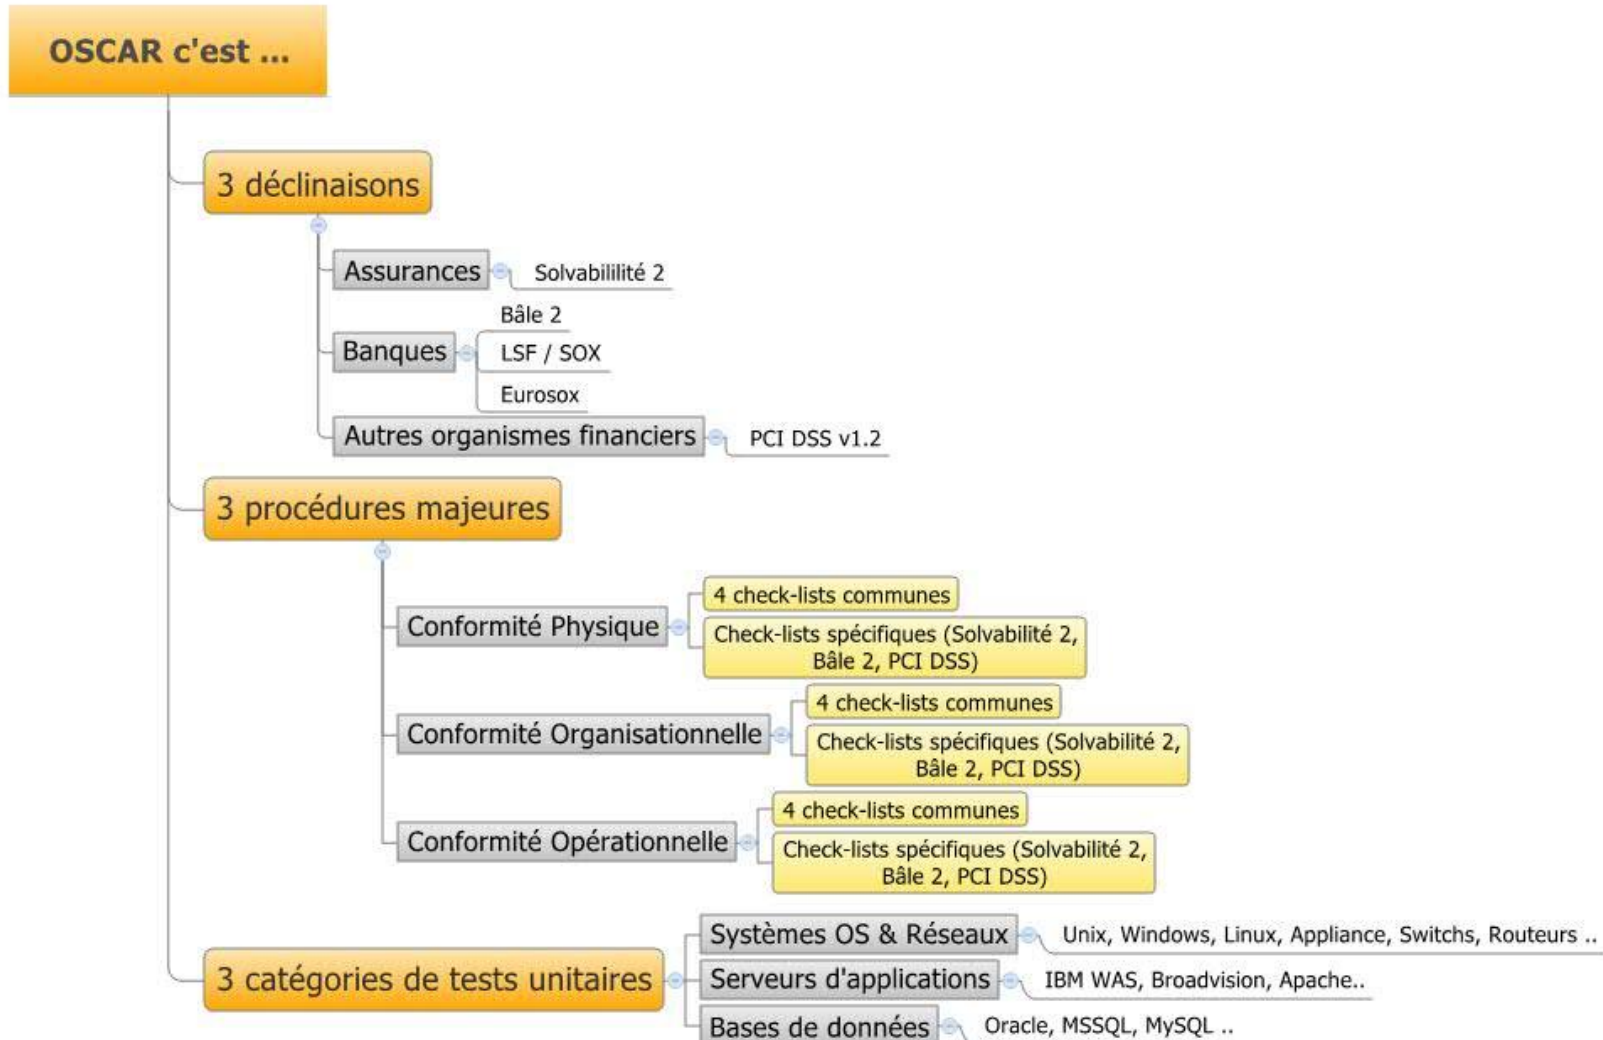 OSCAR c'est ...
3 déclinaisons
Assurances
Solvabililité 2
Banques
Bâle 2
LSF / SOX
Eurosox
Autres organismes financiers
PCI DSS v1.2
3 procédures majeures
Conformité Physique
4 check-lists communes
Check-lists spécifiques (Solvabilité 2,
Bâle 2, PCI DSS)
Conformité Organisationnelle
4 check-lists communes
Check-lists spécifiques (Solvabilité 2,
Bâle 2, PCI DSS)
Conformité Opérationnelle
4 check-lists communes
Check-lists spécifiques (Solvabilité 2,
Bâle 2, PCI DSS)
3 catégories de tests unitaires
Systèmes OS & Réseaux
Unix, Windows, Linux, Appliance, Switchs, Routeurs ..
Serveurs d'applications
IBM WAS, Broadvision, Apache..
Bases de données
Oracle, MSSQL, MySQL ..